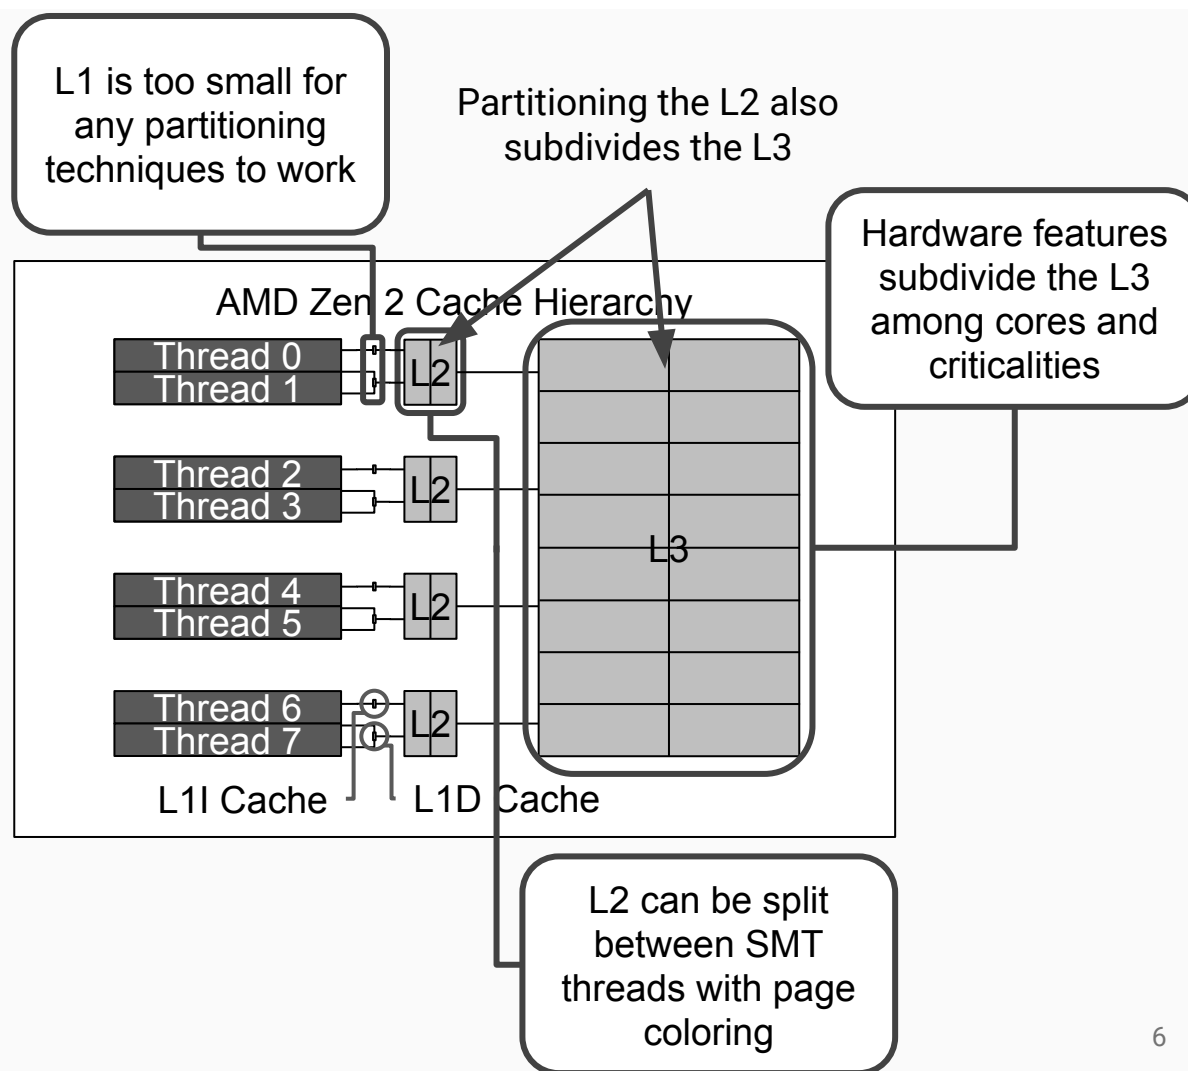 L1 is too small for
any partitioning
techniques to work
Partitioning the L2 also
subdivides the L3
Hardware features
subdivide the L3
among cores and
criticalities
AMD Zen 2 Cache Hierarchy
Thread 0
Thread 1
L2
Thread 2
Thread 3
L2
L3
Thread 4
Thread 5
L2
Thread 6
Thread 7
L2
L1I Cache
L1D Cache
L2 can be split
between SMT
threads with page
coloring
6